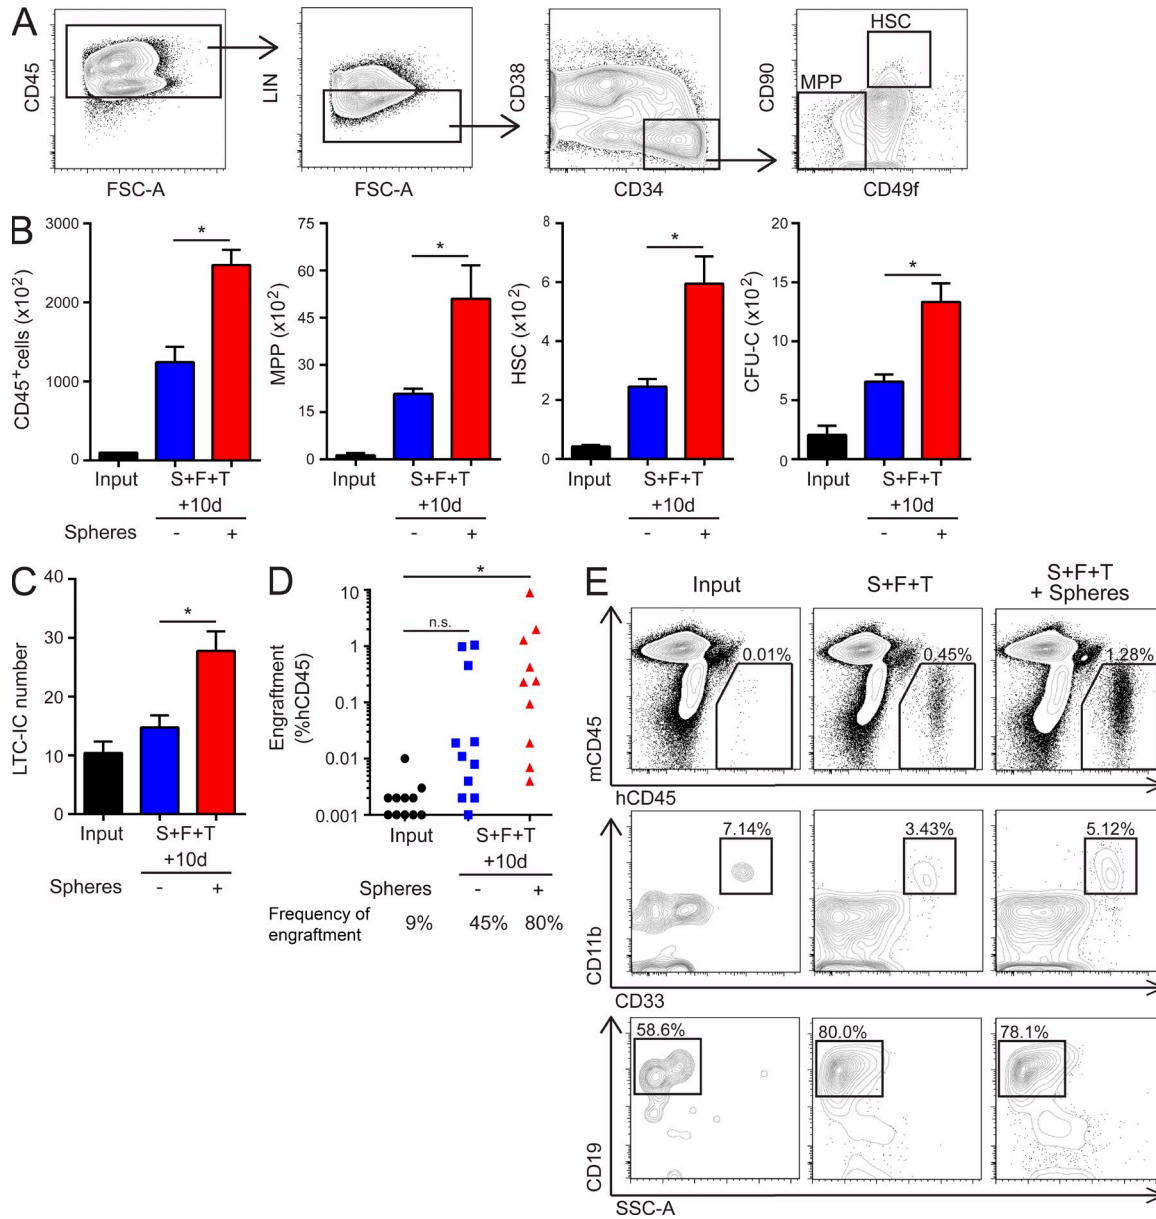 A
CD45
FSC-A
LIN
FSC-A
CD38
CD34
CD90
CD49f
HSC
MPP
B
CD45+cells (x102)
3000
2000
1000
0
Input
S+F+T
+10d
Spheres
-
+
*
MPP (x102)
75
60
45
30
15
0
Input
S+F+T
+10d
-
+
*
HSC (x102)
8
6
4
2
0
Input
S+F+T
+10d
-
+
*
CFU-C (x102)
20
15
10
5
0
Input
S+F+T
+10d
-
+
*
C
LTC-IC number
40
30
20
10
0
Input
S+F+T
+10d
Spheres
-
+
*
D
Engraftment
(%hCD45)
10
1
0.1
0.01
0.001
n.s.
*
Input
S+F+T
+10d
Spheres
-
+
Frequency of
engraftment
9%
45%
80%
E
Input
S+F+T
S+F+T
+ Spheres
0.01%
0.45%
1.28%
mCD45
hCD45
7.14%
3.43%
5.12%
CD11b
CD33
58.6%
80.0%
78.1%
CD19
SSC-A